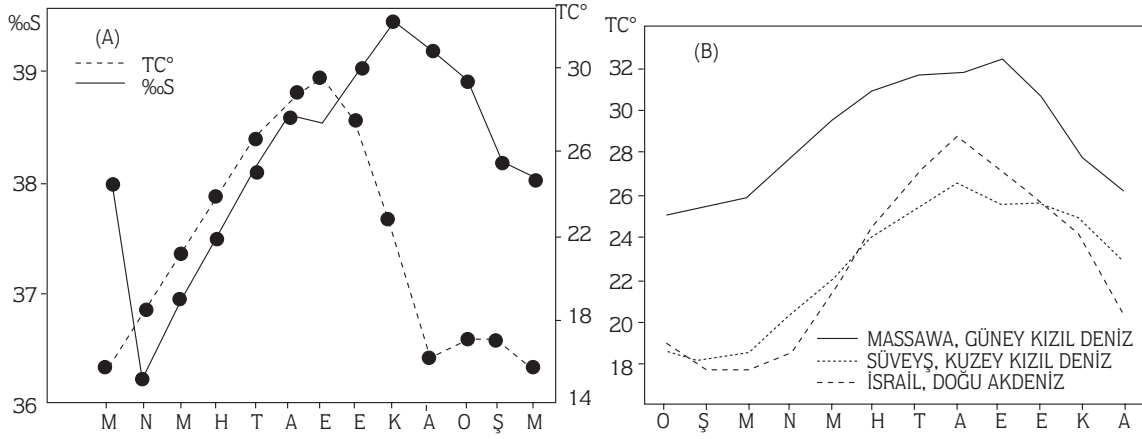 ‰S
TC°
(A)
TC°
‰S
39
38
37
36
30
26
22
18
14
M N M H T A E E K A O Ş M
TC°
(B)
32
30
28
26
24
22
20
18
MASSAWA, GÜNEY KIZIL DENİZ
SÜVEYŞ, KUZEY KIZIL DENİZ
İSRAİL, DOĞU AKDENİZ
O Ş M N M H T A E E K A